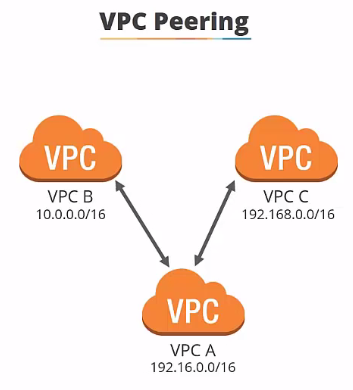 VPC Peering
VPC
VPC B
10.0.0.0/16
VPC
VPC C
192.168.0.0/16
VPC
VPC A
192.16.0.0/16